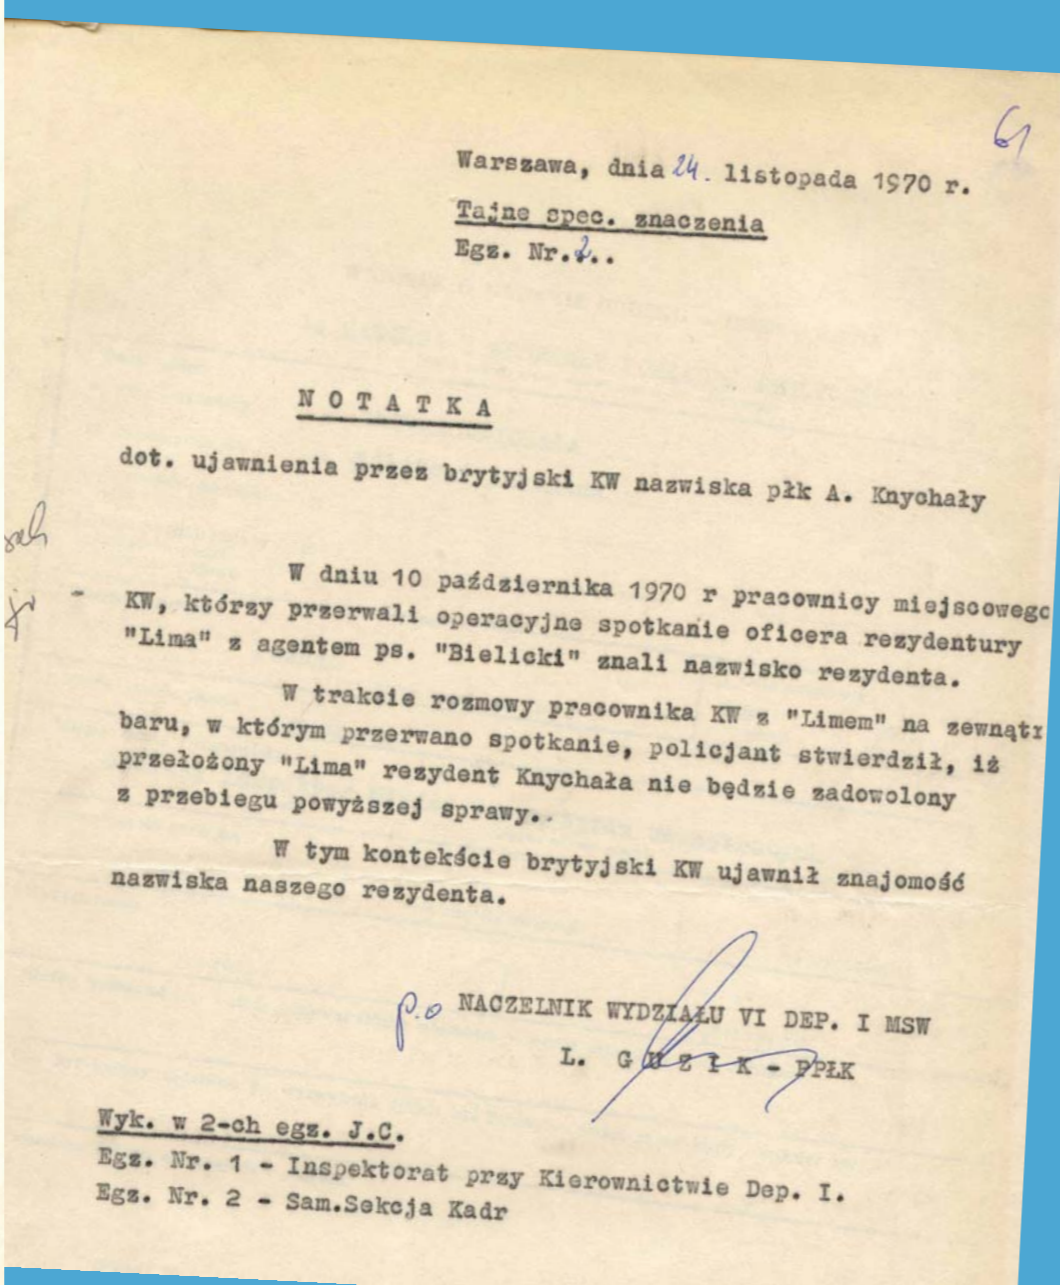 61
Warszawa, dnia 24. listopada 1970 r.
Tajne spec. znaczenia
Egz. Nr.2..
N O T A T K A
dot. ujawnienia przez brytyjski KW nazwiska płk A. Knychały
W dniu 10 października 1970 r pracownicy miejscowego
KW, którzy przerwali operacyjne spotkanie oficera rezydentury
"Lima" z agentem ps. "Bielicki" znali nazwisko rezydenta.
W trakcie rozmowy pracownika KW z "Limem" na zewnątr
baru, w którym przerwano spotkanie, policjant stwierdził, iż
przełożony "Lima" rezydent Knychała nie będzie zadowolony
z przebiegu powyższej sprawy..
W tym kontekście brytyjski KW ujawnił znajomość
nazwiska naszego rezydenta.
p.o NACZELNIK WYDZIAŁU VI DEP. I MSW
L. G U Z I K - PPŁK
Wyk. w 2-ch egz. J.C.
Egz. Nr. 1 - Inspektorat przy Kierownictwie Dep. I.
Egz. Nr. 2 - Sam.Sekcja Kadr